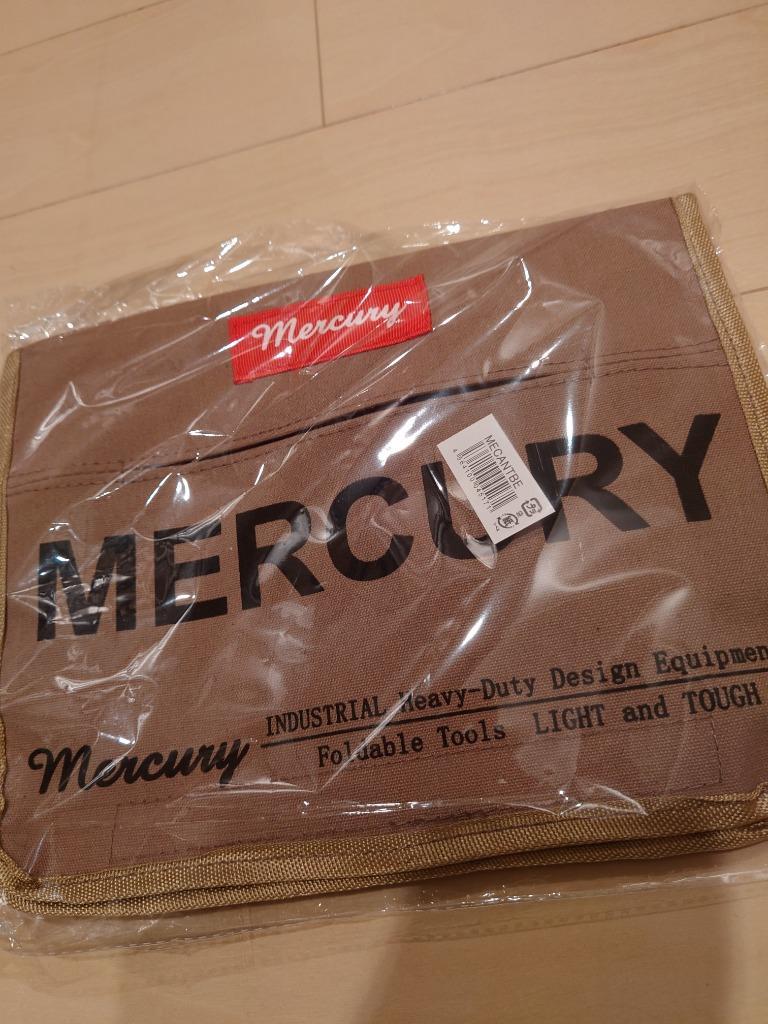 Mercury
MERCURY
MECANTBE
Mercury
INDUSTRIAL Heavy-Duty Design Equipmen
Foldable Tools LIGHT and TOUGH